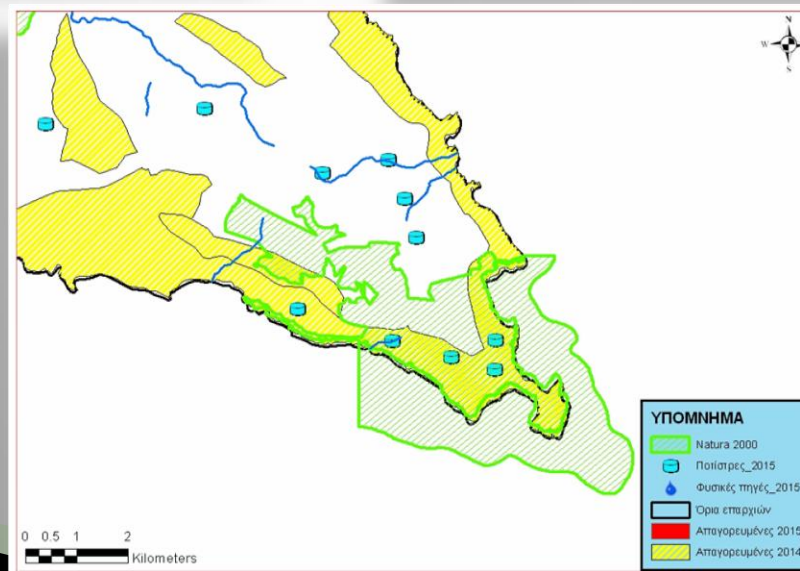 N
W
E
S
ΥΠΟΜΝΗΜΑ
Natura 2000
Ποτίστρες_2015
Φυσικές πηγές_2015
Όρια επαρχιών
Απαγορευμένες 2015
Απαγορευμένες 2014
0 0.5 1 2
Kilometers